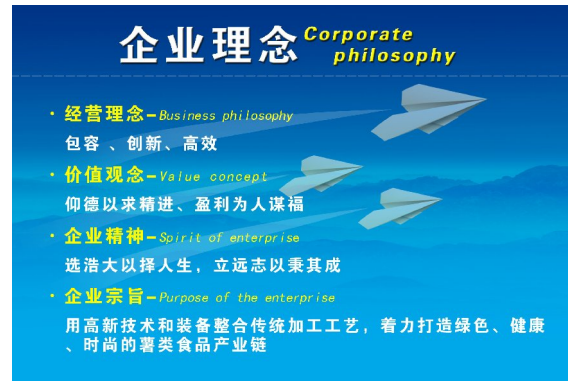 企业理念 Corporate philosophy
· 经营理念-Business philosophy
包容 、创新、高效
· 价值观念-Value concept
仰德以求精进、盈利为人谋福
· 企业精神-Spirit of enterprise
选浩大以择人生，立远志以秉其成
· 企业宗旨-Purpose of the enterprise
用高新技术和装备整合传统加工工艺，着力打造绿色、健康
、时尚的薯类食品产业链